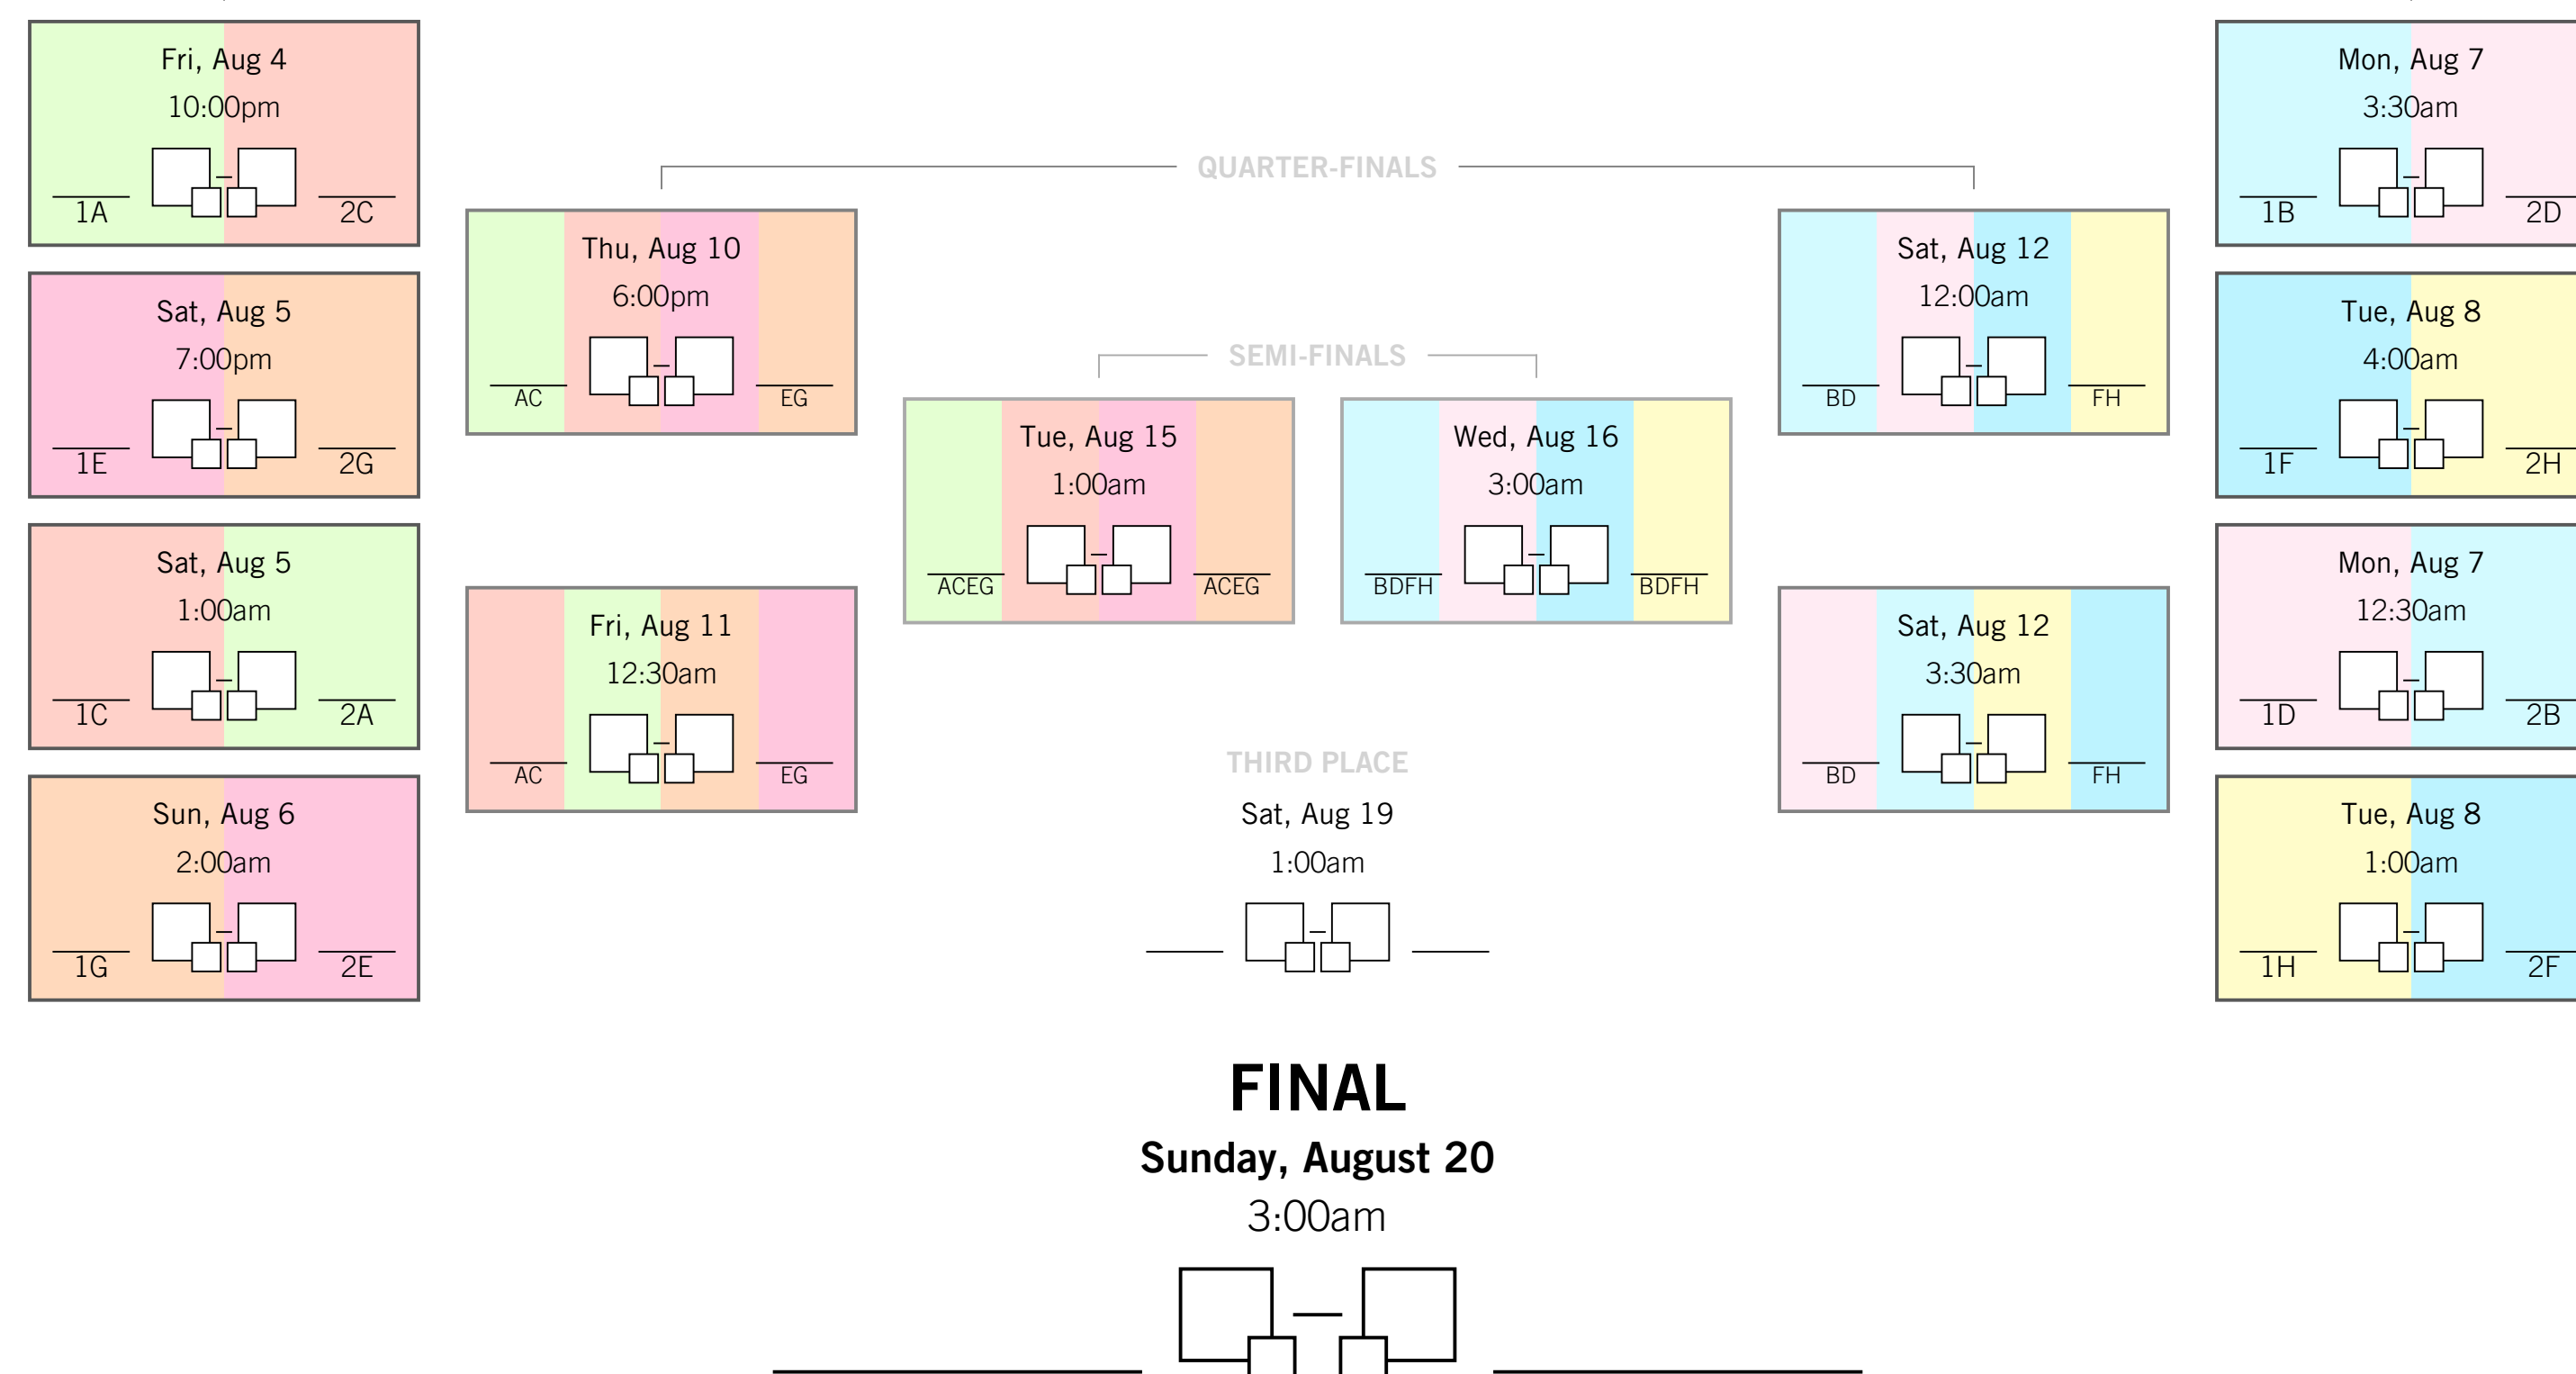 Fri, Aug 4
10:00pm
1A – 2C
Sat, Aug 5
7:00pm
1E – 2G
Sat, Aug 5
1:00am
1C – 2A
Sun, Aug 6
2:00am
1G – 2E
QUARTER-FINALS
Thu, Aug 10
6:00pm
AC – EG
Fri, Aug 11
12:30am
AC – EG
SEMI-FINALS
Tue, Aug 15
1:00am
ACEG – ACEG
Wed, Aug 16
3:00am
BDFH – BDFH
Sat, Aug 12
12:00am
BD – FH
Sat, Aug 12
3:30am
BD – FH
Mon, Aug 7
3:30am
1B – 2D
Tue, Aug 8
4:00am
1F – 2H
Mon, Aug 7
12:30am
1D – 2B
Tue, Aug 8
1:00am
1H – 2F
THIRD PLACE
Sat, Aug 19
1:00am
–
FINAL
Sunday, August 20
3:00am
–